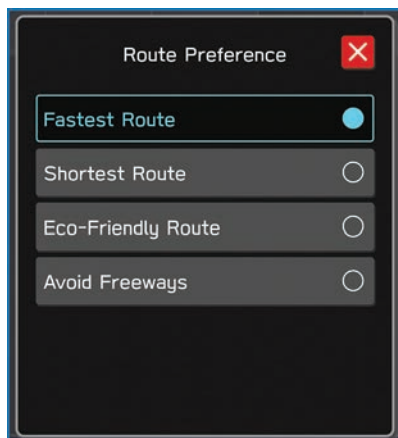 Route Preference
Fastest Route
Shortest Route
Eco-Friendly Route
Avoid Freeways